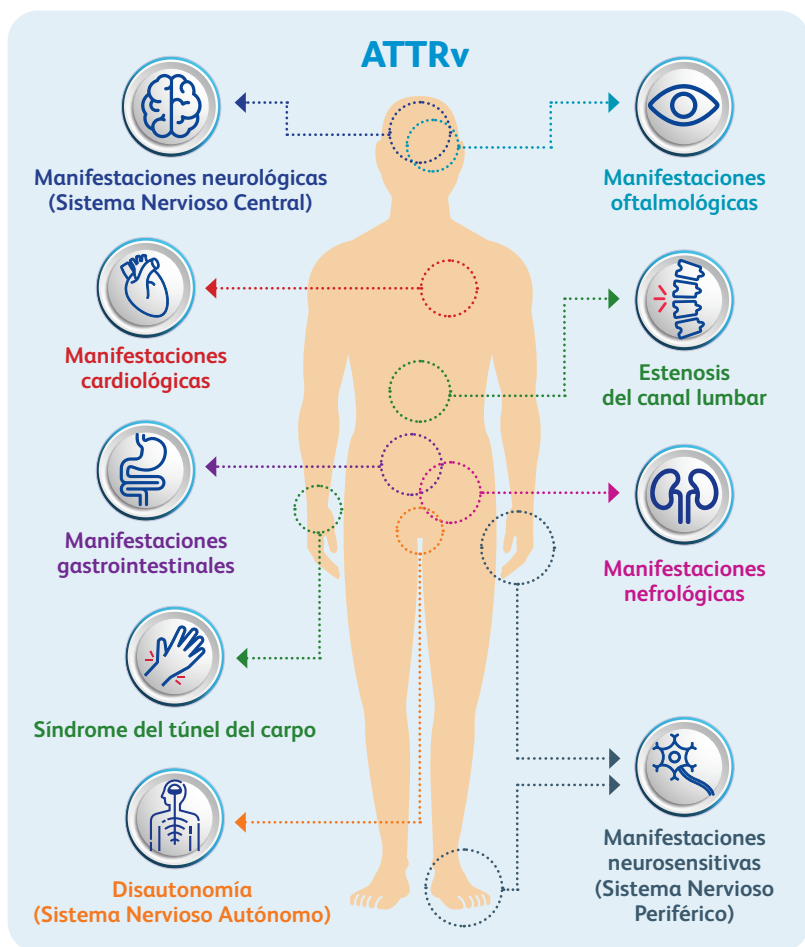 ATTRv
Manifestaciones neurológicas
(Sistema Nervioso Central)
Manifestaciones
oftalmológicas
Manifestaciones
cardiológicas
Estenosis
del canal lumbar
Manifestaciones
gastrointestinales
Manifestaciones
nefrológicas
Síndrome del túnel del carpo
Manifestaciones
neurosensitivas
(Sistema Nervioso
Periférico)
Disautonomía
(Sistema Nervioso Autónomo)